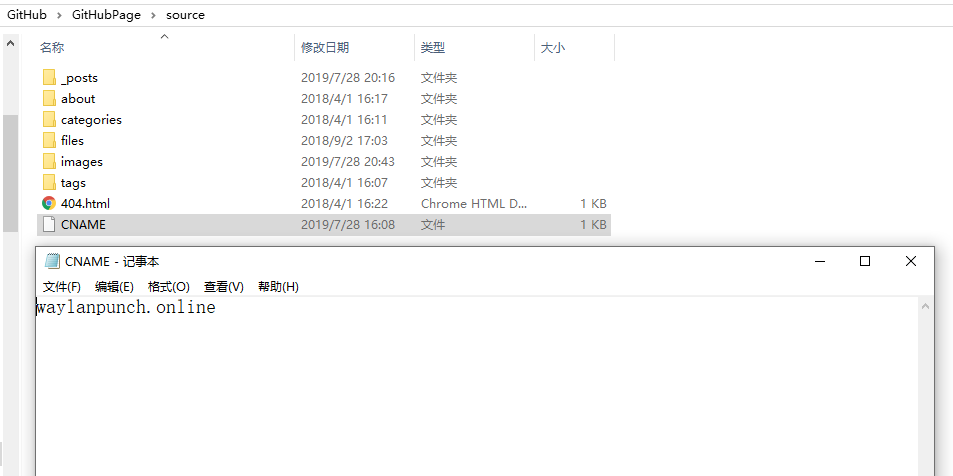 GitHub > GitHubPage > source
名称 修改日期 类型 大小
_posts 2019/7/28 20:16 文件夹
about 2018/4/1 16:17 文件夹
categories 2018/4/1 16:11 文件夹
files 2018/9/2 17:03 文件夹
images 2019/7/28 20:43 文件夹
tags 2018/4/1 16:07 文件夹
404.html 2018/4/1 16:22 Chrome HTML D... 1 KB
CNAME 2019/7/28 16:08 文件 1 KB
CNAME - 记事本
文件(F) 编辑(E) 格式(O) 查看(V) 帮助(H)
waylanpunch.online